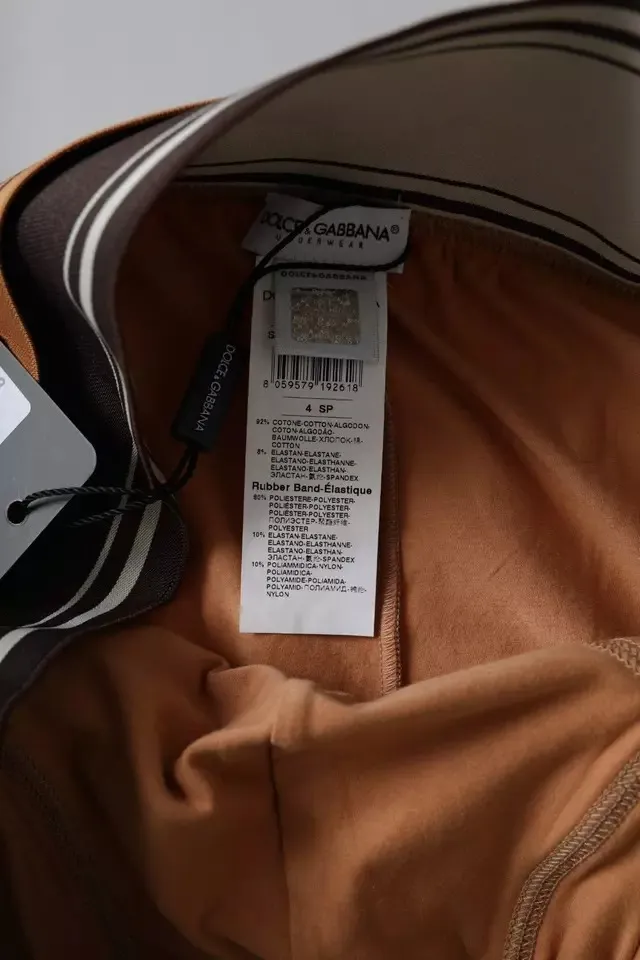 DOLCE & GABBANA®
UNDERWEAR
DOLCE&GABBANA
8 059579 192618
4 SP
92% COTONE-COTTON-ALGODON-
COTON-ALGODÃO-
BAUMWOLLE-ХЛОПОК-棉-
COTTON
8% ELASTAN-ELASTANE-
ELASTANO-ELASTHANNE-
ELASTANO-ELASTHAN-
ЭЛАСТАН-氨纶-SPANDEX
Rubber Band-Élastique
80% POLIESTERE-POLYESTER-
POLIÉSTER-POLYESTER-
POLIÉSTER-POLYESTER-
ПОЛИЭСТЕР-聚酯纤维-
POLYESTER
10% ELASTAN-ELASTANE-
ELASTANO-ELASTHANNE-
ELASTANO-ELASTHAN-
ЭЛАСТАН-氨纶-SPANDEX
10% POLIAMMIDICA-NYLON-
POLIAMIDICA-
POLYAMIDE-POLIAMIDA-
POLYAMID-ПОЛИАМИД-锦纶-
NYLON
DOLCE&GABBANA